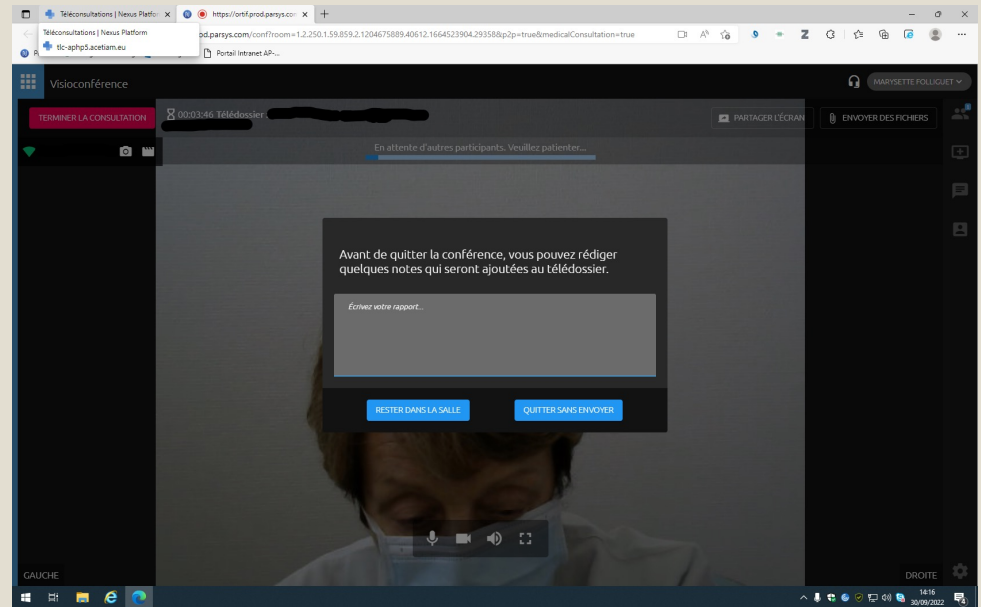 Téléconsultations | Nexus Platfor
https://ortif.prod.parsys.com
Téléconsultations | Nexus Platform
tlc-aphp5.acetiam.eu
od.parsys.com/conf?room=1.2.250.1.59.859.2.1204675889.40612.1664523904.29358&p2p=true&medicalConsultation=true
Portail Intranet AP-...
Visioconférence
MARYSETTE FOLLIGUET
TERMINER LA CONSULTATION
00:03:46 Télédossier
PARTAGER L'ÉCRAN
ENVOYER DES FICHIERS
En attente d'autres participants. Veuillez patienter...
Avant de quitter la conférence, vous pouvez rédiger
quelques notes qui seront ajoutées au télédossier.
Écrivez votre rapport...
RESTER DANS LA SALLE
QUITTER SANS ENVOYER
GAUCHE
DROITE
14:16
30/09/2022